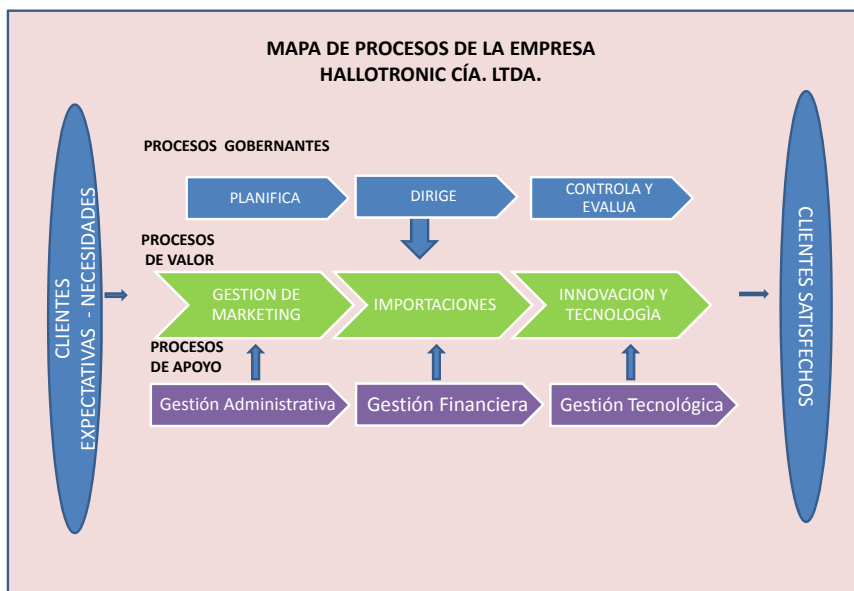 MAPA DE PROCESOS DE LA EMPRESA
HALLOTRONIC CÍA. LTDA.
CLIENTES
EXPECTATIVAS - NECESIDADES
PROCESOS GOBERNANTES
PLANIFICA
DIRIGE
CONTROLA Y
EVALUA
PROCESOS
DE VALOR
GESTION DE
MARKETING
IMPORTACIONES
INNOVACION Y
TECNOLOGÌA
PROCESOS
DE APOYO
Gestión Administrativa
Gestión Financiera
Gestión Tecnológica
CLIENTES SATISFECHOS